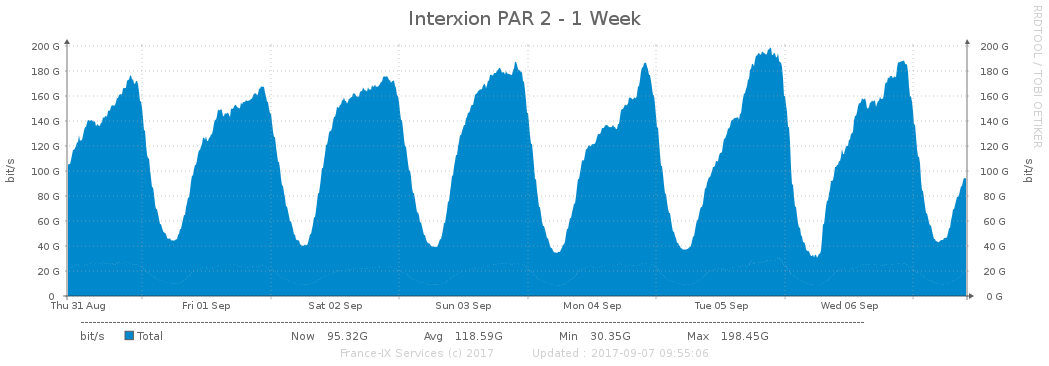 Interxion PAR 2 - 1 Week
RRDTOOL / TOBI OETIKER
200 G 200 G
180 G 180 G
160 G 160 G
140 G 140 G
120 G 120 G
100 G 100 G
80 G 80 G
60 G 60 G
40 G 40 G
20 G 20 G
0 0 G
bit/s bit/s
Thu 31 Aug Fri 01 Sep Sat 02 Sep Sun 03 Sep Mon 04 Sep Tue 05 Sep Wed 06 Sep
bit/s Total Now 95.32G Avg 118.59G Min 30.35G Max 198.45G
France-IX Services (c) 2017 Updated : 2017-09-07 09:55:06